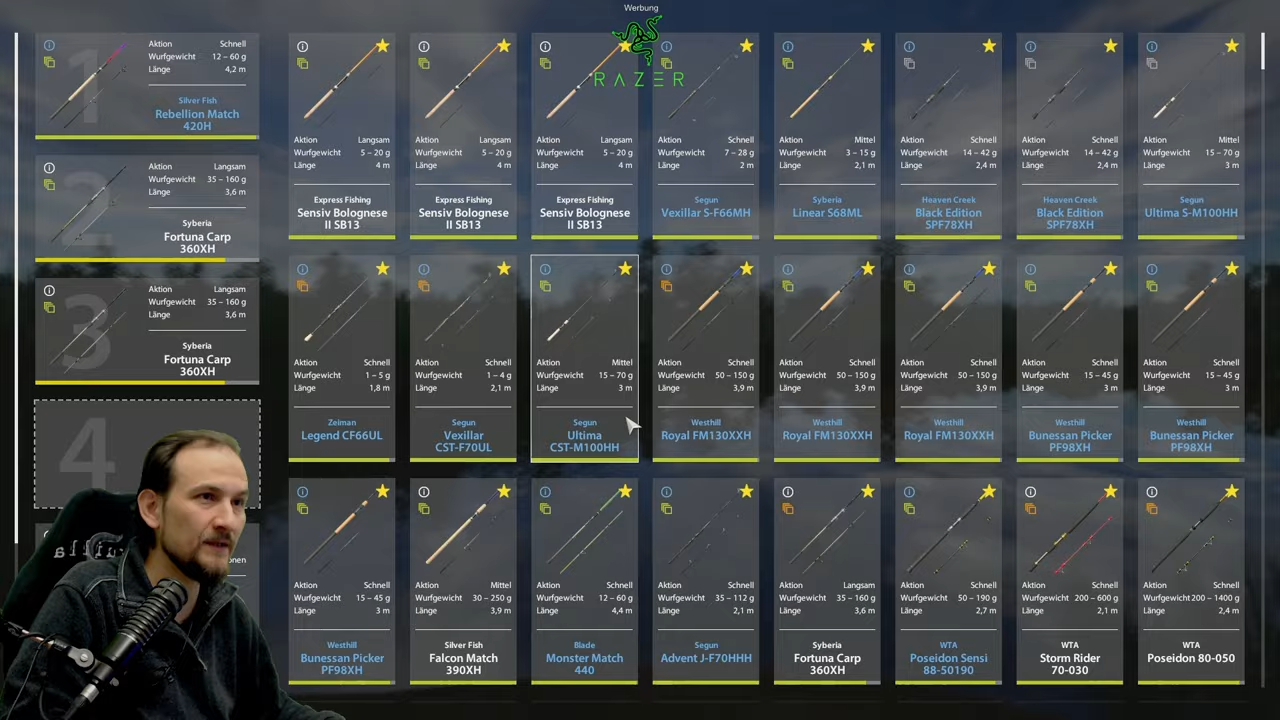 Werbung
RAZER
1
Aktion Schnell
Wurfgewicht 12 – 60 g
Länge 4,2 m
Silver Fish
Rebellion Match
420H
2
Aktion Langsam
Wurfgewicht 35 – 160 g
Länge 3,6 m
Syberia
Fortuna Carp
360XH
3
Aktion Langsam
Wurfgewicht 35 – 160 g
Länge 3,6 m
Syberia
Fortuna Carp
360XH
4
onen
Aktion Langsam
Wurfgewicht 5 – 20 g
Länge 4 m
Express Fishing
Sensiv Bolognese
II SB13
Aktion Langsam
Wurfgewicht 5 – 20 g
Länge 4 m
Express Fishing
Sensiv Bolognese
II SB13
Aktion Langsam
Wurfgewicht 5 – 20 g
Länge 4 m
Express Fishing
Sensiv Bolognese
II SB13
Aktion Schnell
Wurfgewicht 7 – 28 g
Länge 2 m
Segun
Vexillar S-F66MH
Aktion Mittel
Wurfgewicht 3 – 15 g
Länge 2,1 m
Syberia
Linear S68ML
Aktion Schnell
Wurfgewicht 14 – 42 g
Länge 2,4 m
Heaven Creek
Black Edition
SPF78XH
Aktion Schnell
Wurfgewicht 14 – 42 g
Länge 2,4 m
Heaven Creek
Black Edition
SPF78XH
Aktion Mittel
Wurfgewicht 15 – 70 g
Länge 3 m
Segun
Ultima S-M100HH
Aktion Schnell
Wurfgewicht 1 – 5 g
Länge 1,8 m
Zeiman
Legend CF66UL
Aktion Schnell
Wurfgewicht 1 – 4 g
Länge 2,1 m
Segun
Vexillar
CST-F70UL
Aktion Mittel
Wurfgewicht 15 – 70 g
Länge 3 m
Segun
Ultima
CST-M100HH
Aktion Schnell
Wurfgewicht 50 – 150 g
Länge 3,9 m
Westhill
Royal FM130XXH
Aktion Schnell
Wurfgewicht 50 – 150 g
Länge 3,9 m
Westhill
Royal FM130XXH
Aktion Schnell
Wurfgewicht 50 – 150 g
Länge 3,9 m
Westhill
Royal FM130XXH
Aktion Schnell
Wurfgewicht 15 – 45 g
Länge 3 m
Westhill
Bunessan Picker
PF98XH
Aktion Schnell
Wurfgewicht 15 – 45 g
Länge 3 m
Westhill
Bunessan Picker
PF98XH
Aktion Schnell
Wurfgewicht 15 – 45 g
Länge 3 m
Westhill
Bunessan Picker
PF98XH
Aktion Mittel
Wurfgewicht 30 – 250 g
Länge 3,9 m
Silver Fish
Falcon Match
390XH
Aktion Schnell
Wurfgewicht 12 – 60 g
Länge 4,4 m
Blade
Monster Match
440
Aktion Schnell
Wurfgewicht 35 – 112 g
Länge 2,1 m
Segun
Advent J-F70HHH
Aktion Langsam
Wurfgewicht 35 – 160 g
Länge 3,6 m
Syberia
Fortuna Carp
360XH
Aktion Schnell
Wurfgewicht 50 – 190 g
Länge 2,7 m
WTA
Poseidon Sensi
88-50190
Aktion Schnell
Wurfgewicht 200 – 600 g
Länge 2,1 m
WTA
Storm Rider
70-030
Aktion Schnell
Wurfgewicht 200 – 1400 g
Länge 2,4 m
WTA
Poseidon 80-050